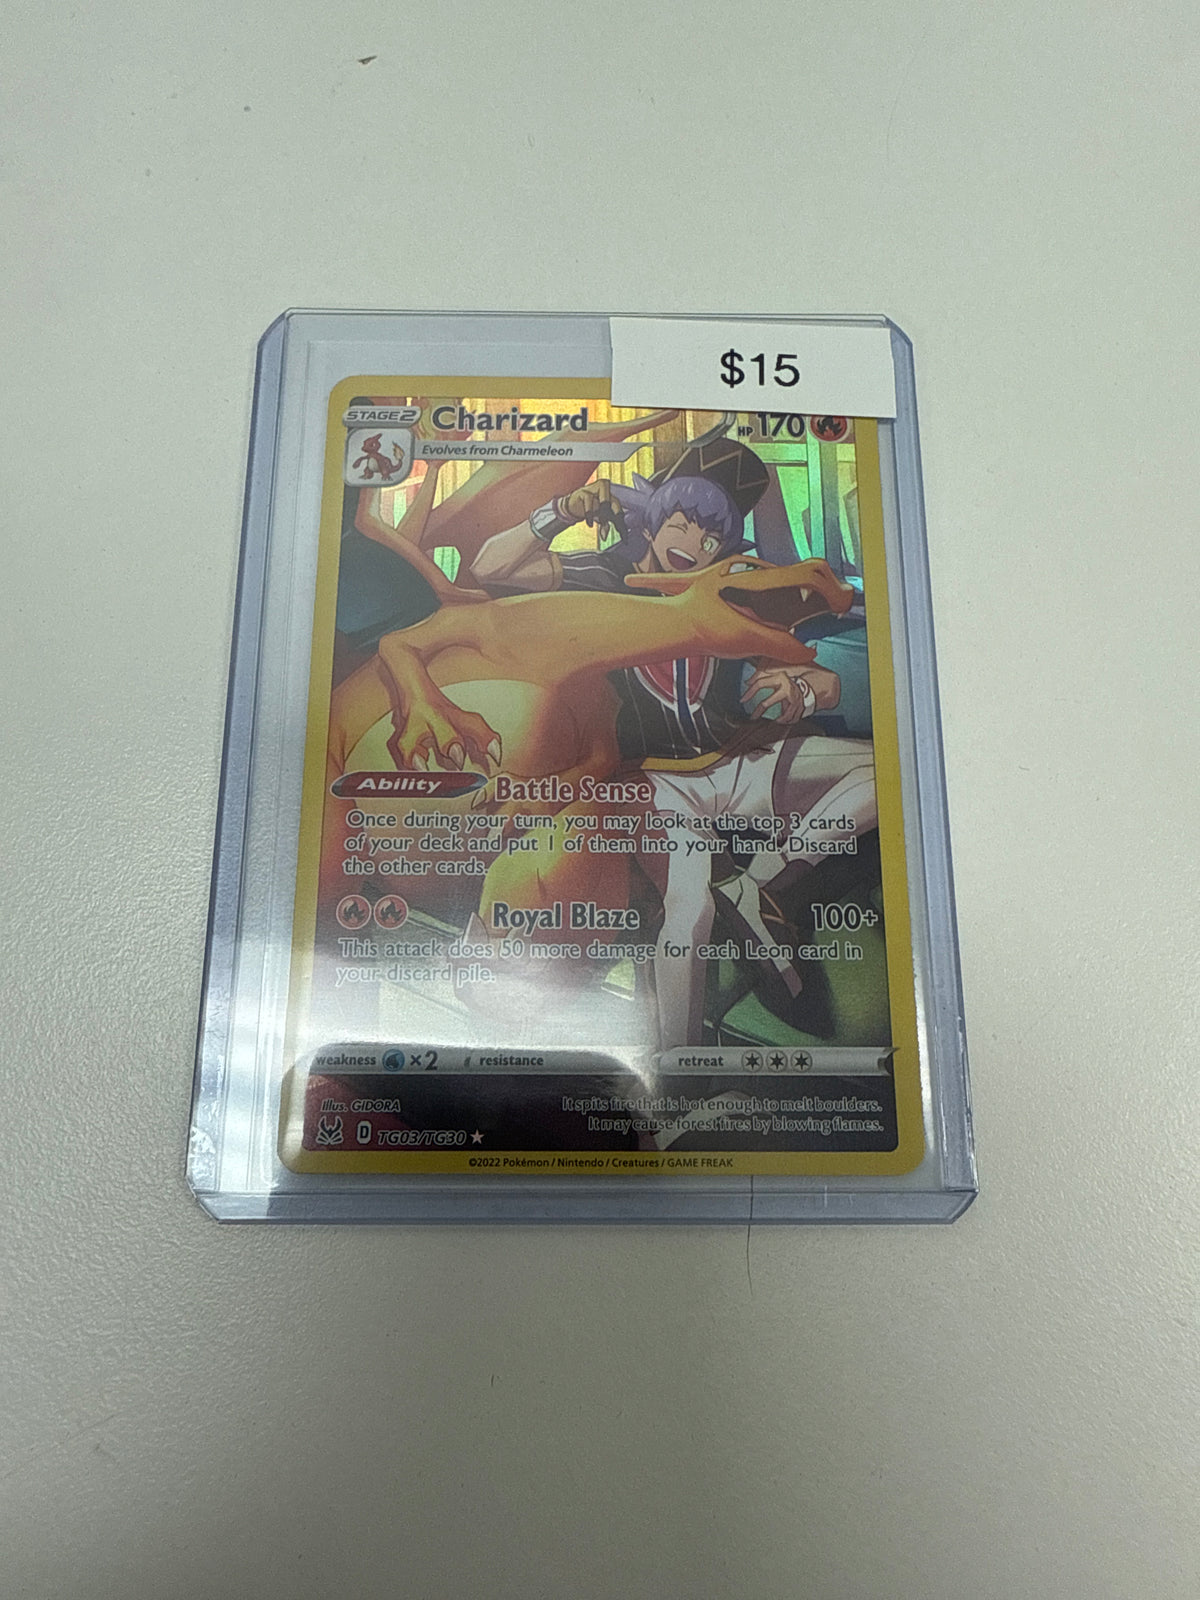 $15
STAGE 2 Charizard HP 170
Evolves from Charmeleon
Ability Battle Sense
Once during your turn, you may look at the top 3 cards
of your deck and put 1 of them into your hand. Discard
the other cards.
Royal Blaze 100+
This attack does 50 more damage for each Leon card in
your discard pile.
weakness ×2 resistance retreat
Illus. GIDORA
It spits fire that is hot enough to melt boulders.
It may cause forest fires by blowing flames.
D TG03/TG30 ★
©2022 Pokémon / Nintendo / Creatures / GAME FREAK